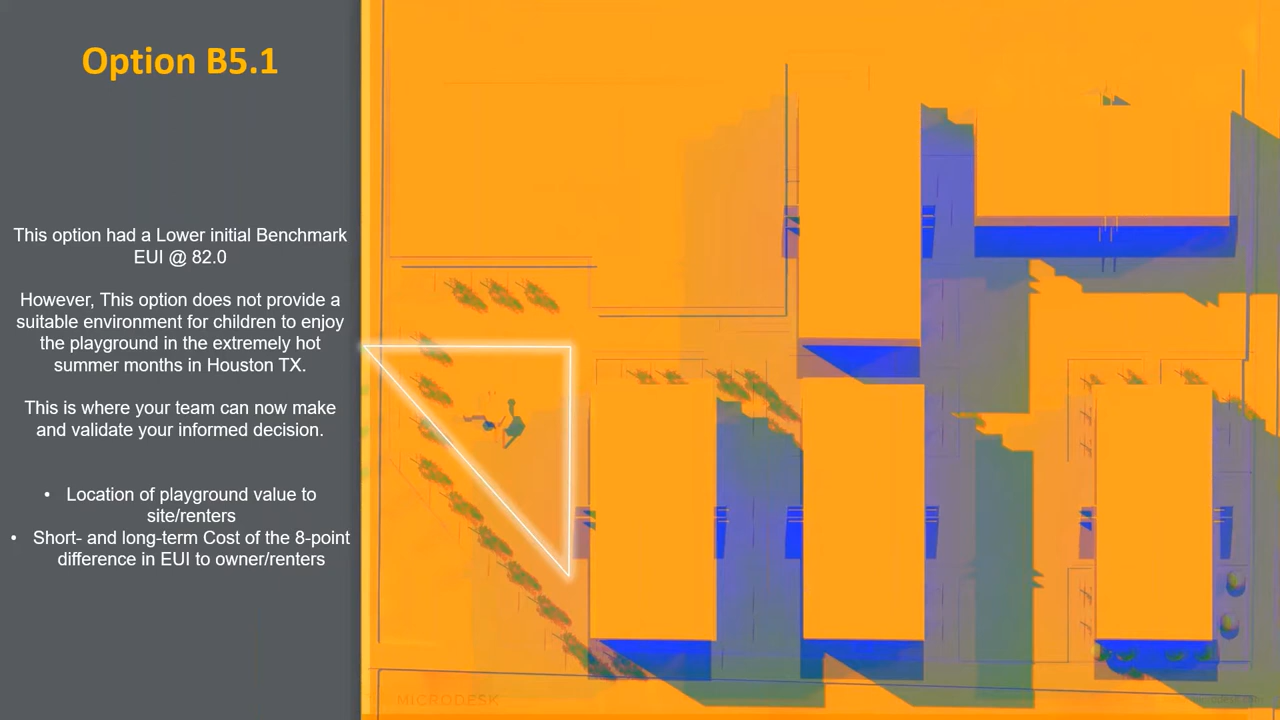 Option B5.1
This option had a Lower initial Benchmark
EUI @ 82.0
However, This option does not provide a
suitable environment for children to enjoy
the playground in the extremely hot
summer months in Houston TX.
This is where your team can now make
and validate your informed decision.
• Location of playground value to
site/renters
• Short- and long-term Cost of the 8-point
difference in EUI to owner/renters
MICRODESK